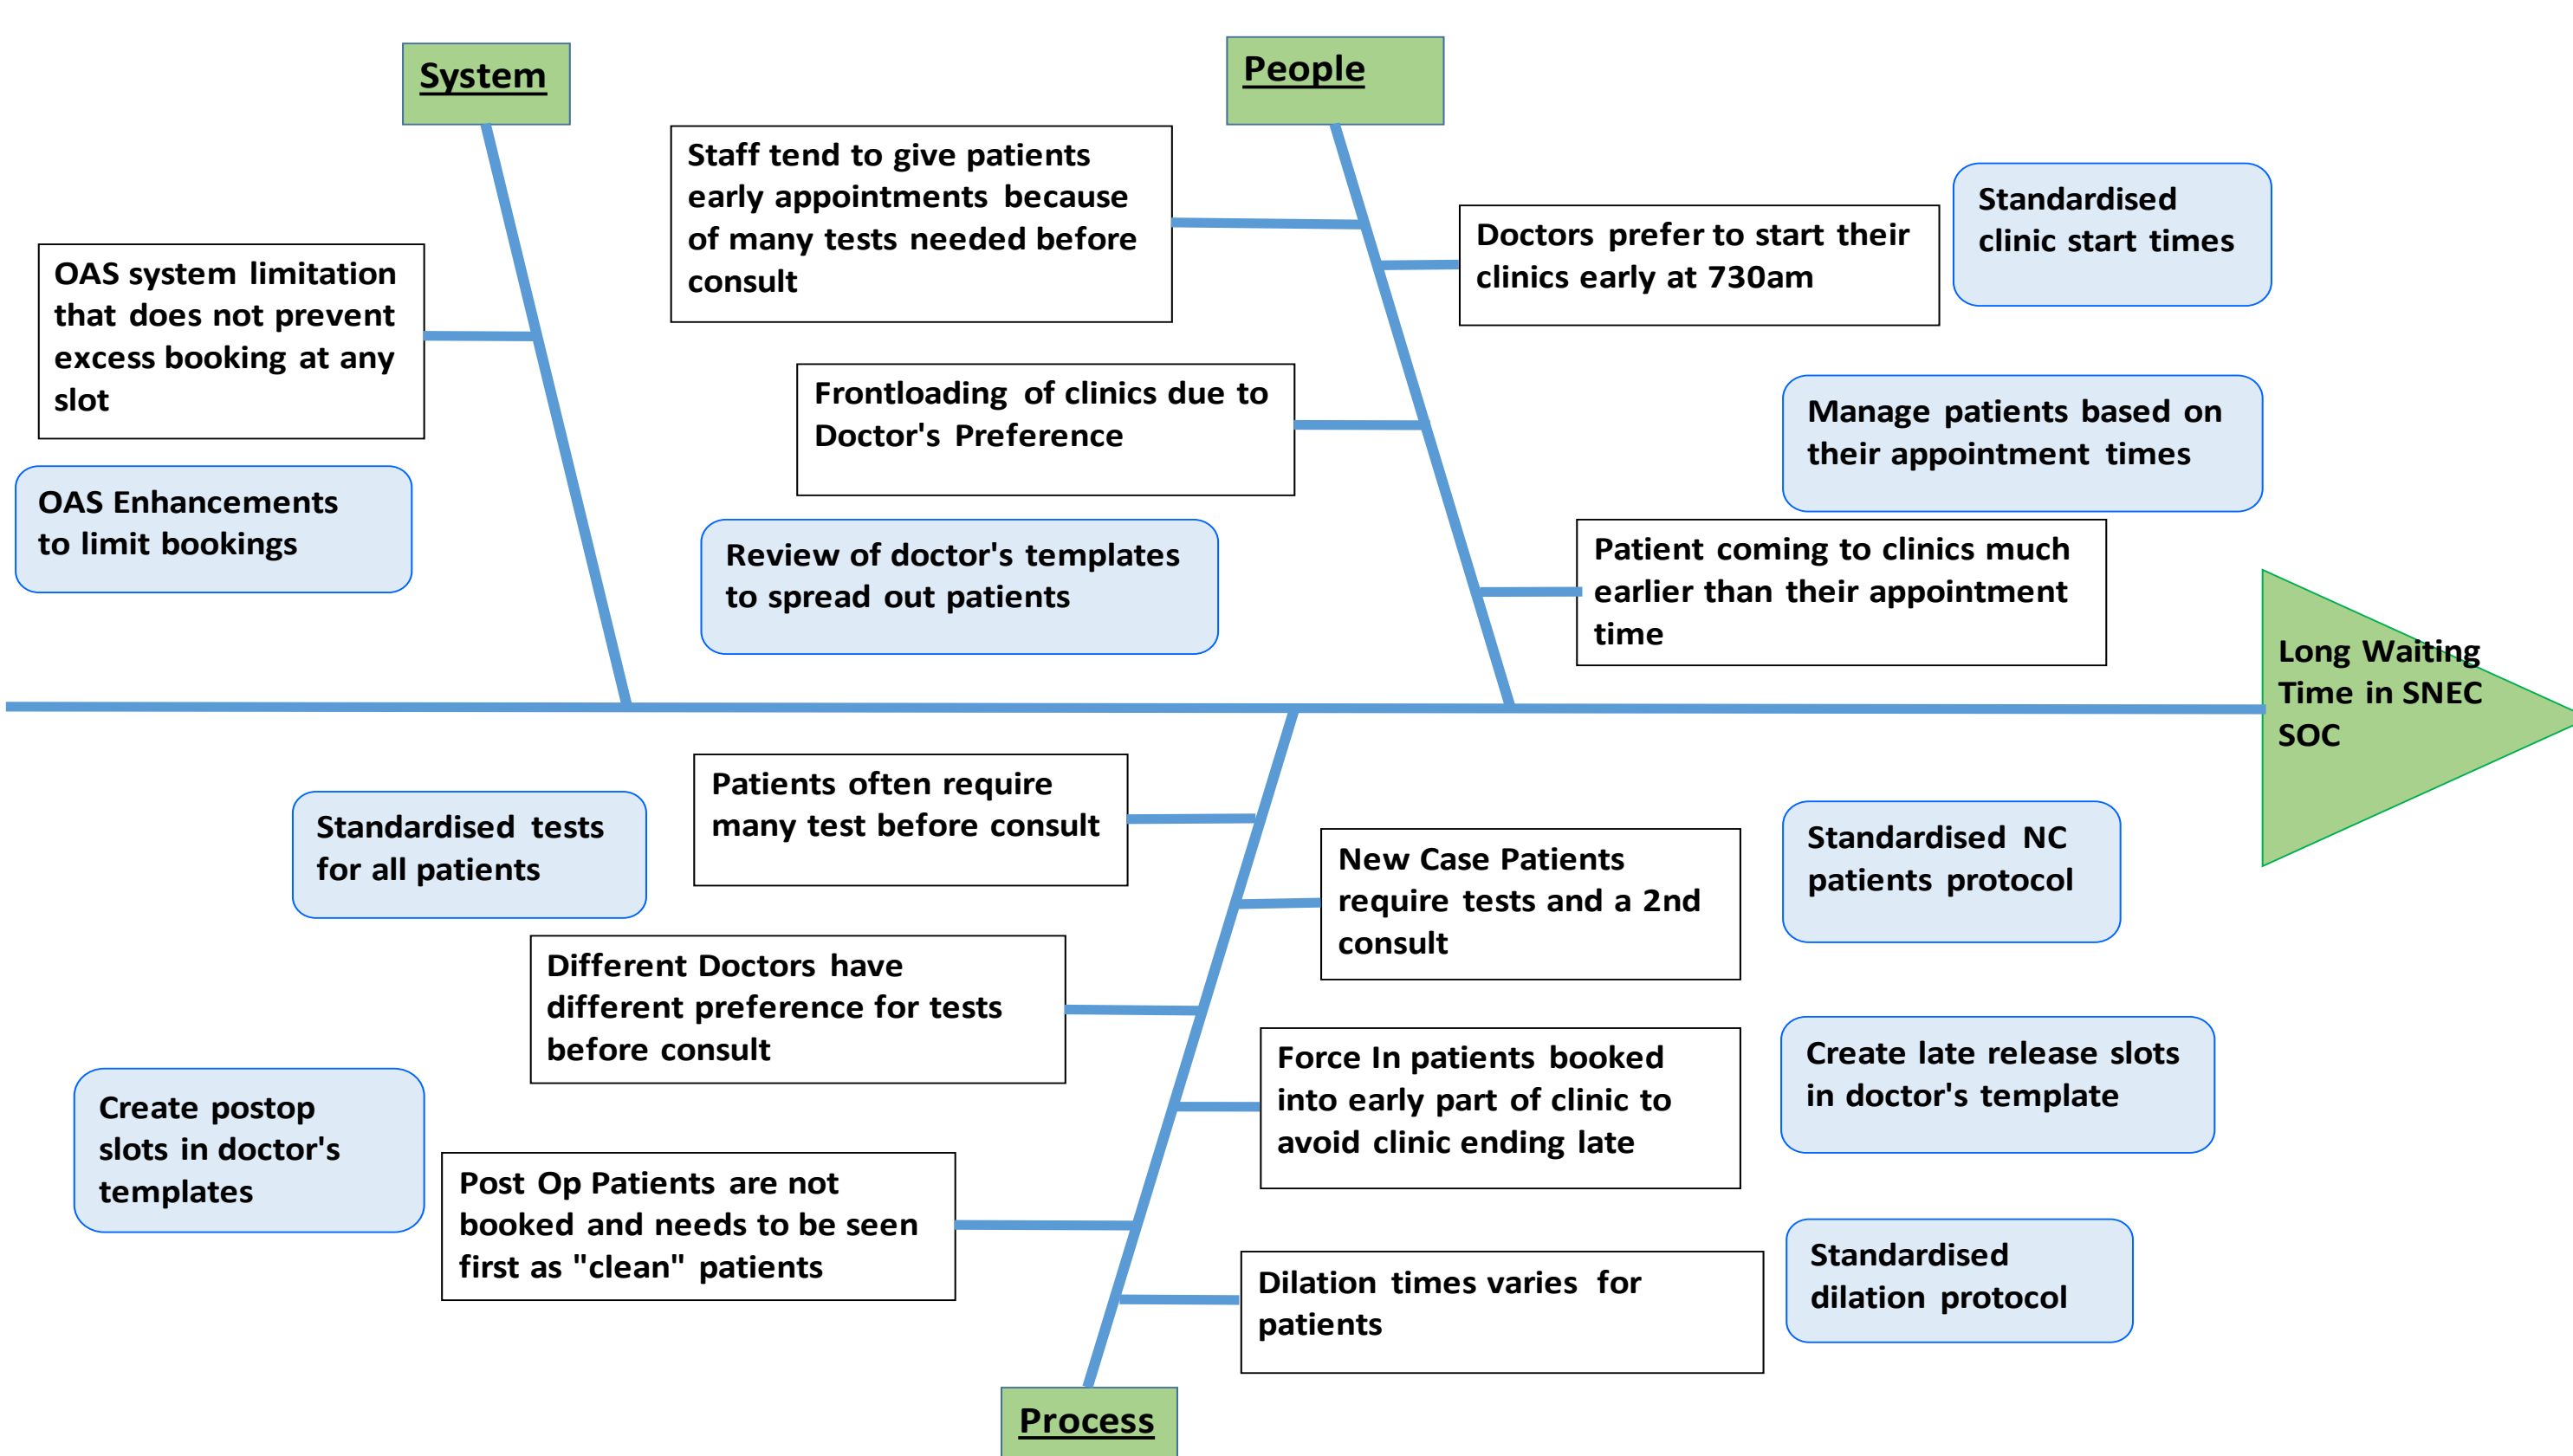 System
People
Staff tend to give patients
early appointments because
of many tests needed before
consult
Standardised
clinic start times
Doctors prefer to start their
clinics early at 730am
OAS system limitation
that does not prevent
excess booking at any
slot
Frontloading of clinics due to
Doctor's Preference
Manage patients based on
their appointment times
OAS Enhancements
to limit bookings
Review of doctor's templates
to spread out patients
Patient coming to clinics much
earlier than their appointment
time
Long Waiting
Time in SNEC
SOC
Patients often require
many test before consult
Standardised tests
for all patients
New Case Patients
require tests and a 2nd
consult
Standardised NC
patients protocol
Different Doctors have
different preference for tests
before consult
Force In patients booked
into early part of clinic to
avoid clinic ending late
Create late release slots
in doctor's template
Create postop
slots in doctor's
templates
Post Op Patients are not
booked and needs to be seen
first as "clean" patients
Dilation times varies for
patients
Standardised
dilation protocol
Process